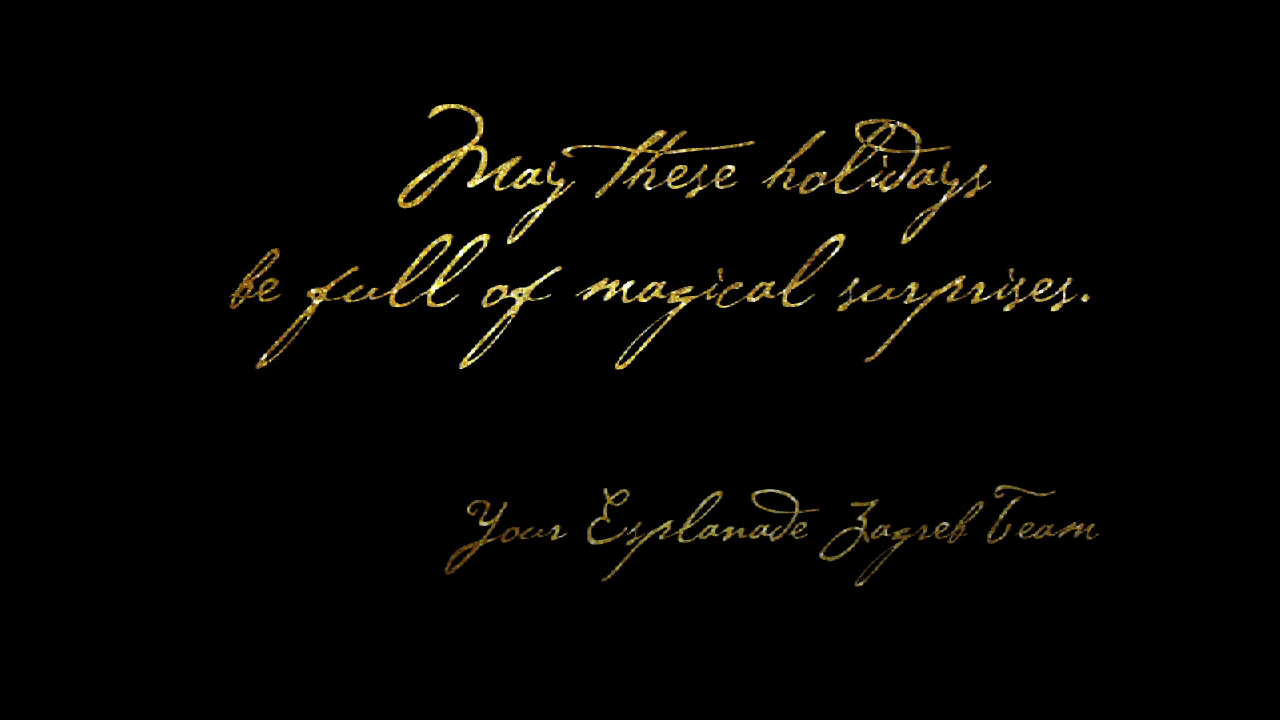 May these holidays
be full of magical surprises.
Your Esplanade Zagreb Team